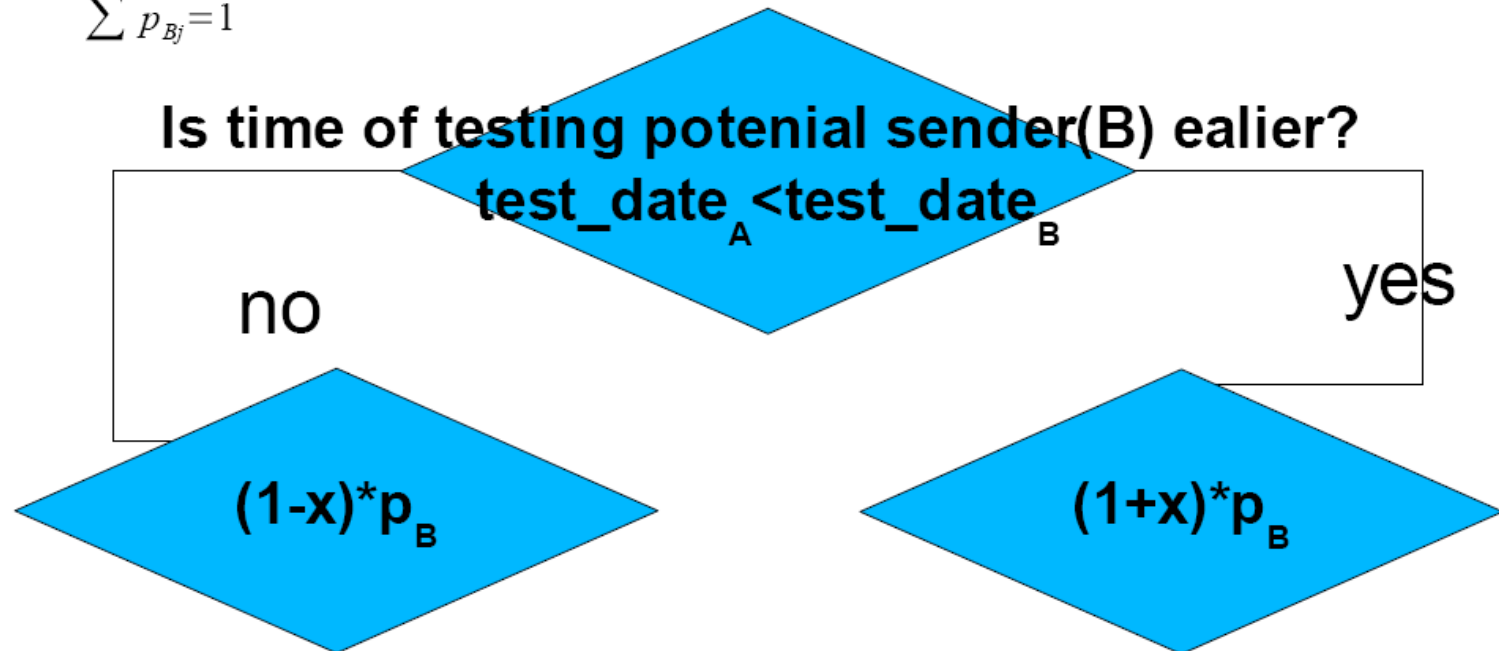 ∑ p_Bj=1
Is time of testing potenial sender(B) ealier?
test_date_A<test_date_B
no
yes
(1-x)*p_B
(1+x)*p_B